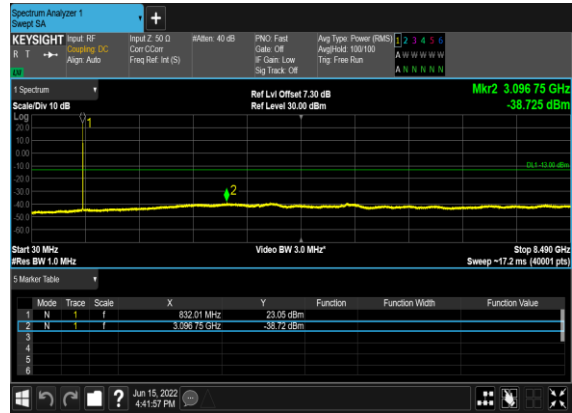 Spectrum Analyzer 1
Swept SA
+
KEYSIGHT Input: RF Input Z: 50 Ω #Atten: 40 dB PNO: Fast Avg Type: Power (RMS) 1 2 3 4 5 6
R T Coupling: DC Corr CCorr Gate: Off Avg|Hold: 100/100 A W W W W W
Align: Auto Freq Ref: Int (S) IF Gain: Low Trig: Free Run
Sig Track: Off A N N N N N
1 Spectrum Ref Lvl Offset 7.30 dB Mkr2 3.096 75 GHz
Scale/Div 10 dB Ref Level 30.00 dBm -38.725 dBm
Log
20.0 1
10.0
0.00
-10.0 DL1 -13.00 dBm
-20.0
-30.0 2
-40.0
-50.0
-60.0
Start 30 MHz Video BW 3.0 MHz* Stop 8.490 GHz
#Res BW 1.0 MHz Sweep ~17.2 ms (40001 pts)
5 Marker Table
Mode Trace Scale X Y Function Function Width Function Value
1 N 1 f 832.01 MHz 23.05 dBm
2 N 1 f 3.096 75 GHz -38.72 dBm
3
4
5
6
? Jun 15, 2022
4:41:57 PM